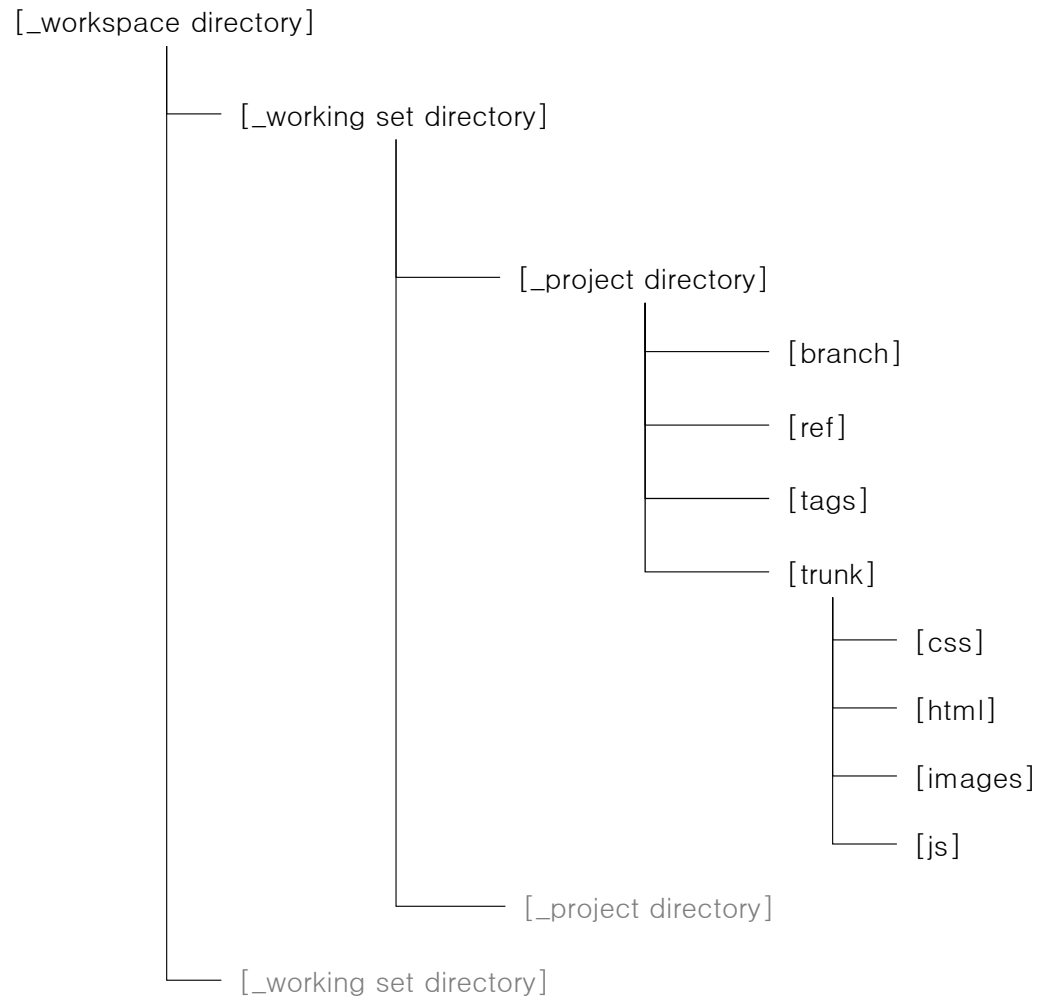 [_workspace directory]
[_working set directory]
[_project directory]
[branch]
[ref]
[tags]
[trunk]
[css]
[html]
[images]
[js]
[_project directory]
[_working set directory]